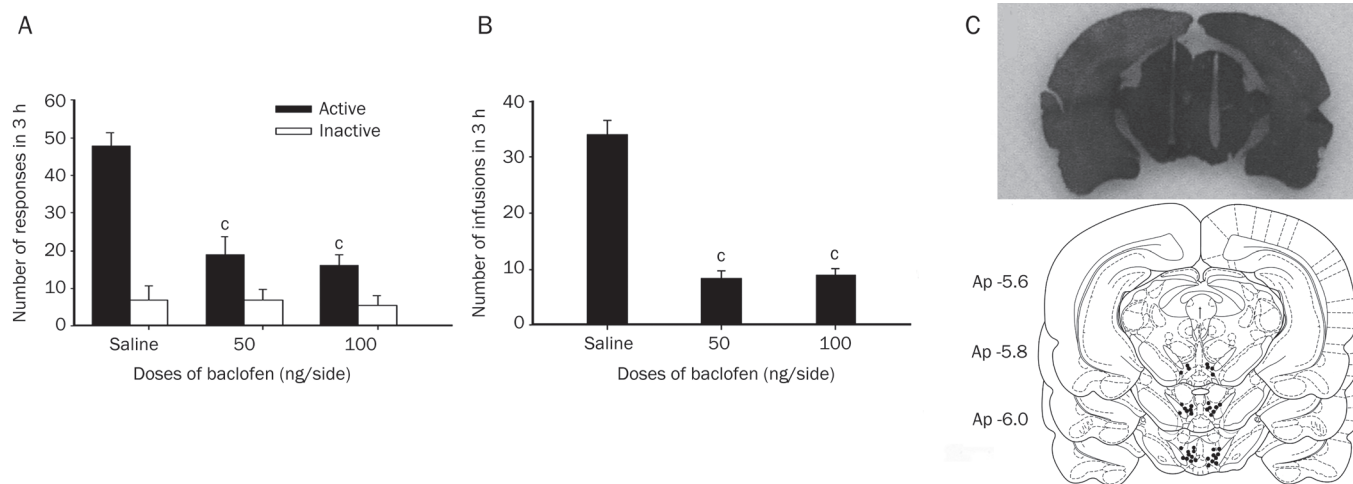 A
Number of responses in 3 h
60
50
40
30
20
10
0
Active
Inactive
c
c
Saline
50
100
Doses of baclofen (ng/side)
B
Number of infusions in 3 h
40
30
20
10
0
c
c
Saline
50
100
Doses of baclofen (ng/side)
C
Ap -5.6
Ap -5.8
Ap -6.0